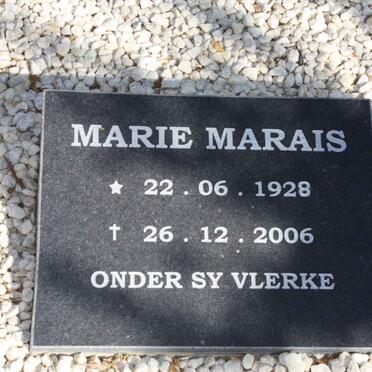 MARIE MARAIS
★ 22 . 06 . 1928
† 26 . 12 . 2006
ONDER SY VLERKE